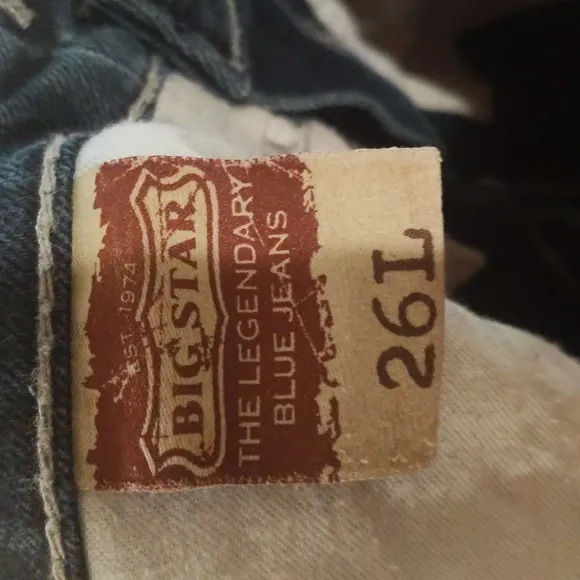 EST. 1974
BIG STAR
THE LEGENDARY
BLUE JEANS
26L